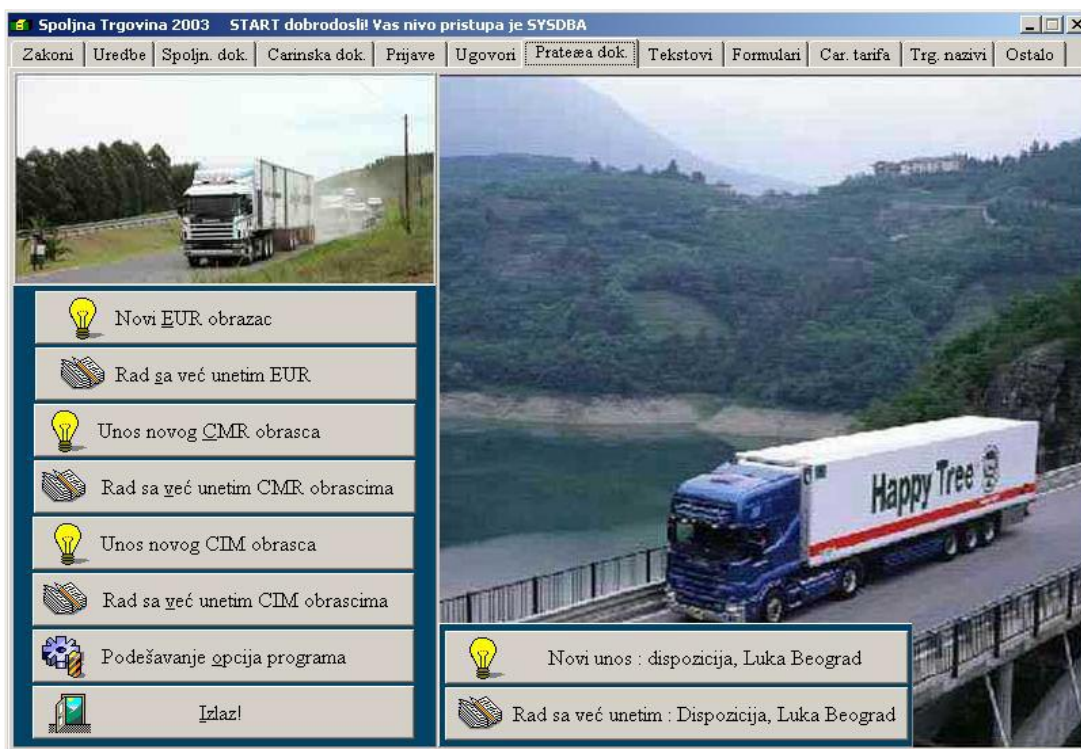 Spoljna Trgovina 2003 START dobrodosli! Vas nivo pristupa je SYSDBA
Zakoni Uredbe Spoljn. dok. Carinska dok. Prijave Ugovori Prateæa dok. Tekstovi Formulari Car. tarifa Trg. nazivi Ostalo
Novi EUR obrazac
Rad sa već unetim EUR
Unos novog CMR obrasca
Rad sa već unetim CMR obrascima
Unos novog CIM obrasca
Rad sa već unetim CIM obrascima
Podešavanje opcija programa
Izlaz!
Happy Tree
Novi unos : dispozicija, Luka Beograd
Rad sa već unetim : Dispozicija, Luka Beograd